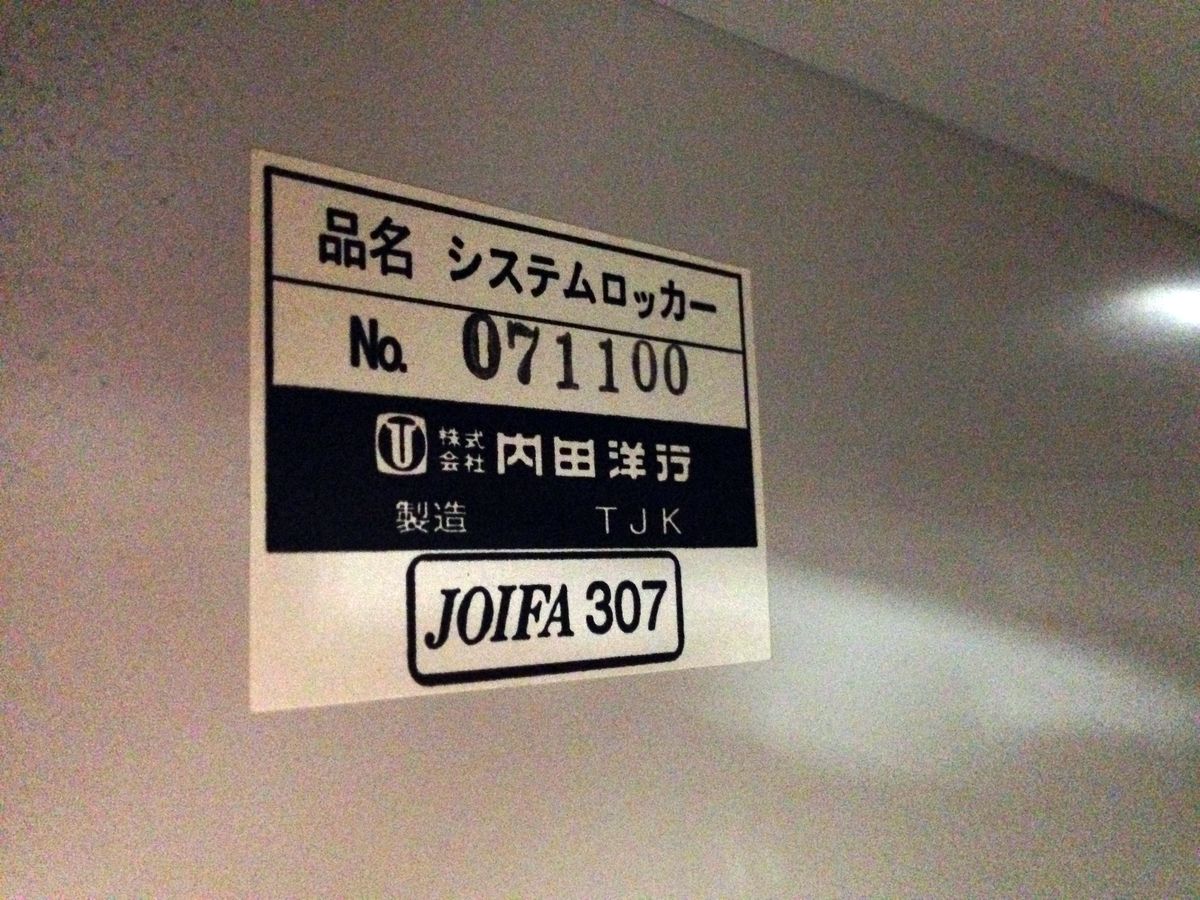 品名 システムロッカー
No. 071100
株式会社 内田洋行
製造 TJK
JOIFA 307